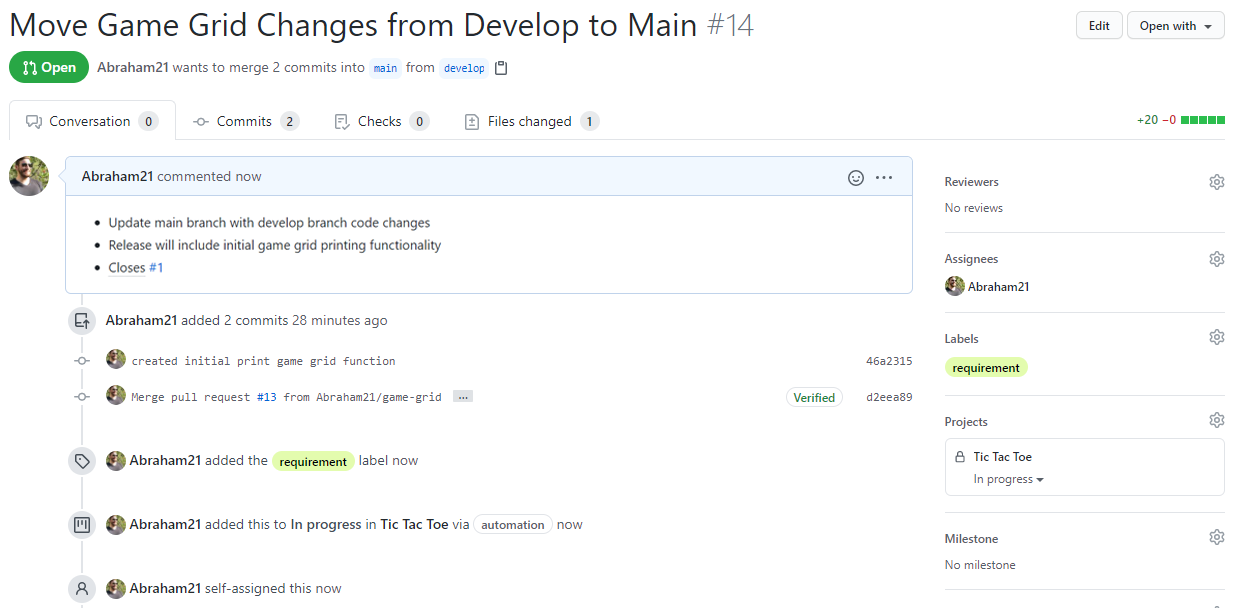 Move Game Grid Changes from Develop to Main #14
Edit
Open with
Open
Abraham21 wants to merge 2 commits into main from develop
Conversation 0
Commits 2
Checks 0
Files changed 1
+20 −0
Abraham21 commented now
• Update main branch with develop branch code changes
• Release will include initial game grid printing functionality
• Closes #1
Abraham21 added 2 commits 28 minutes ago
created initial print game grid function 46a2315
Merge pull request #13 from Abraham21/game-grid ... Verified d2eea89
Abraham21 added the requirement label now
Abraham21 added this to In progress in Tic Tac Toe via automation now
Abraham21 self-assigned this now
Reviewers
No reviews
Assignees
Abraham21
Labels
requirement
Projects
Tic Tac Toe
In progress
Milestone
No milestone